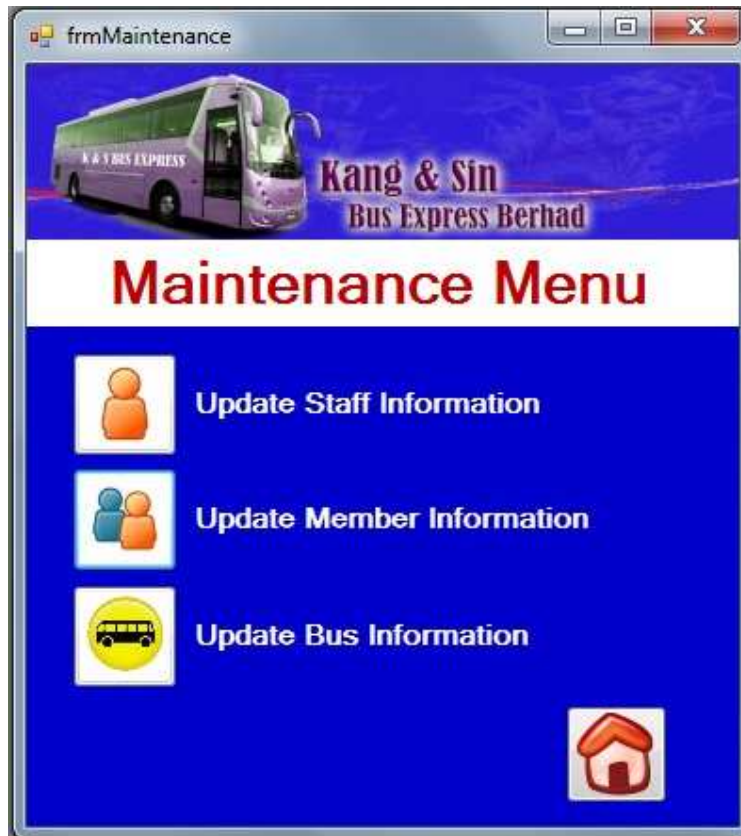 frmMaintenance
K & S BUS EXPRESS
Kang & Sin
Bus Express Berhad
Maintenance Menu
Update Staff Information
Update Member Information
Update Bus Information